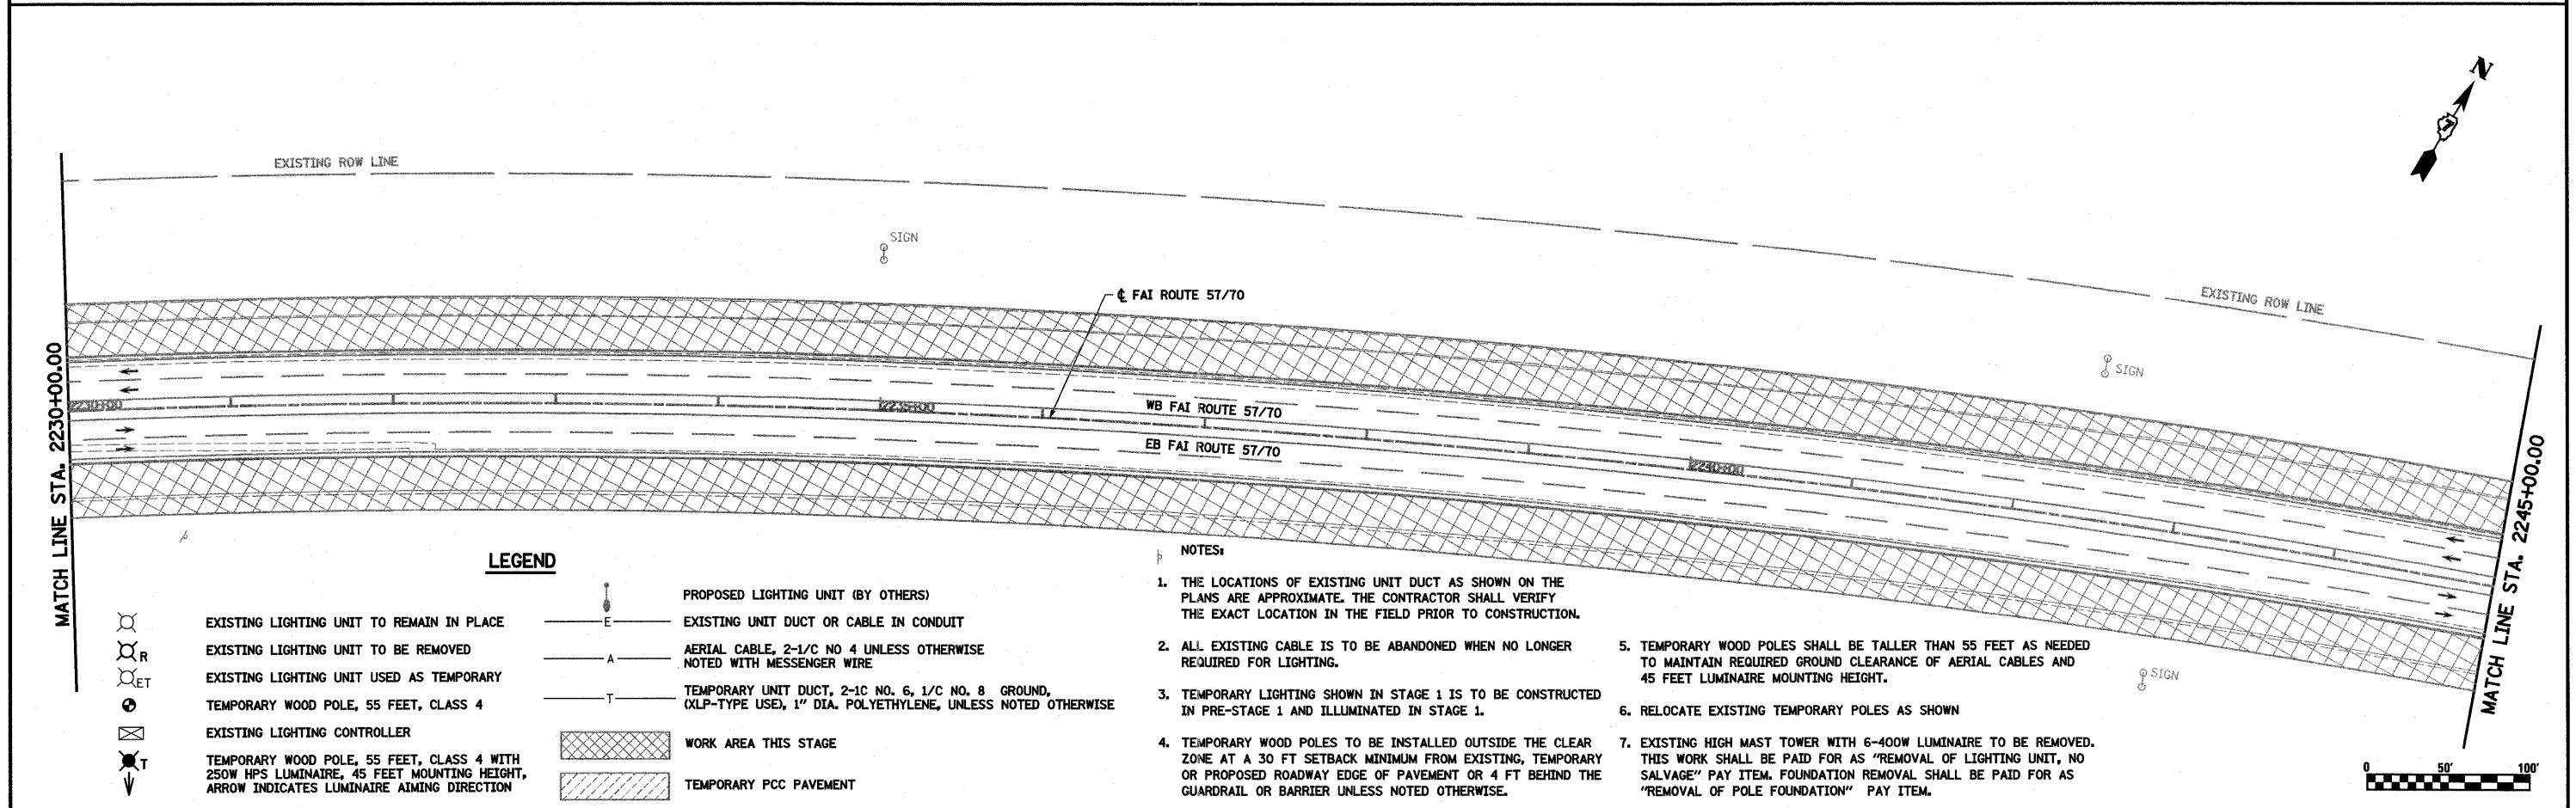 N
7
EXISTING ROW LINE
SIGN
℄ FAI ROUTE 57/70
EXISTING ROW LINE
SIGN
MATCH LINE STA. 2230+00.00
2230+00
2235+00
WB FAI ROUTE 57/70
EB FAI ROUTE 57/70
2240+00
MATCH LINE STA. 2245+00.00
SIGN
LEGEND
EXISTING LIGHTING UNIT TO REMAIN IN PLACE
R EXISTING LIGHTING UNIT TO BE REMOVED
ET EXISTING LIGHTING UNIT USED AS TEMPORARY
TEMPORARY WOOD POLE, 55 FEET, CLASS 4
EXISTING LIGHTING CONTROLLER
T TEMPORARY WOOD POLE, 55 FEET, CLASS 4 WITH
250W HPS LUMINAIRE, 45 FEET MOUNTING HEIGHT,
ARROW INDICATES LUMINAIRE AIMING DIRECTION
PROPOSED LIGHTING UNIT (BY OTHERS)
E EXISTING UNIT DUCT OR CABLE IN CONDUIT
A AERIAL CABLE, 2-1/C NO 4 UNLESS OTHERWISE
NOTED WITH MESSENGER WIRE
T TEMPORARY UNIT DUCT, 2-1C NO. 6, 1/C NO. 8 GROUND,
(XLP-TYPE USE), 1" DIA. POLYETHYLENE, UNLESS NOTED OTHERWISE
WORK AREA THIS STAGE
TEMPORARY PCC PAVEMENT
NOTES:
1. THE LOCATIONS OF EXISTING UNIT DUCT AS SHOWN ON THE
PLANS ARE APPROXIMATE. THE CONTRACTOR SHALL VERIFY
THE EXACT LOCATION IN THE FIELD PRIOR TO CONSTRUCTION.
2. ALL EXISTING CABLE IS TO BE ABANDONED WHEN NO LONGER
REQUIRED FOR LIGHTING.
3. TEMPORARY LIGHTING SHOWN IN STAGE 1 IS TO BE CONSTRUCTED
IN PRE-STAGE 1 AND ILLUMINATED IN STAGE 1.
4. TEMPORARY WOOD POLES TO BE INSTALLED OUTSIDE THE CLEAR
ZONE AT A 30 FT SETBACK MINIMUM FROM EXISTING, TEMPORARY
OR PROPOSED ROADWAY EDGE OF PAVEMENT OR 4 FT BEHIND THE
GUARDRAIL OR BARRIER UNLESS NOTED OTHERWISE.
5. TEMPORARY WOOD POLES SHALL BE TALLER THAN 55 FEET AS NEEDED
TO MAINTAIN REQUIRED GROUND CLEARANCE OF AERIAL CABLES AND
45 FEET LUMINAIRE MOUNTING HEIGHT.
6. RELOCATE EXISTING TEMPORARY POLES AS SHOWN
7. EXISTING HIGH MAST TOWER WITH 6-400W LUMINAIRE TO BE REMOVED.
THIS WORK SHALL BE PAID FOR AS "REMOVAL OF LIGHTING UNIT, NO
SALVAGE" PAY ITEM. FOUNDATION REMOVAL SHALL BE PAID FOR AS
"REMOVAL OF POLE FOUNDATION" PAY ITEM.
0 50' 100'